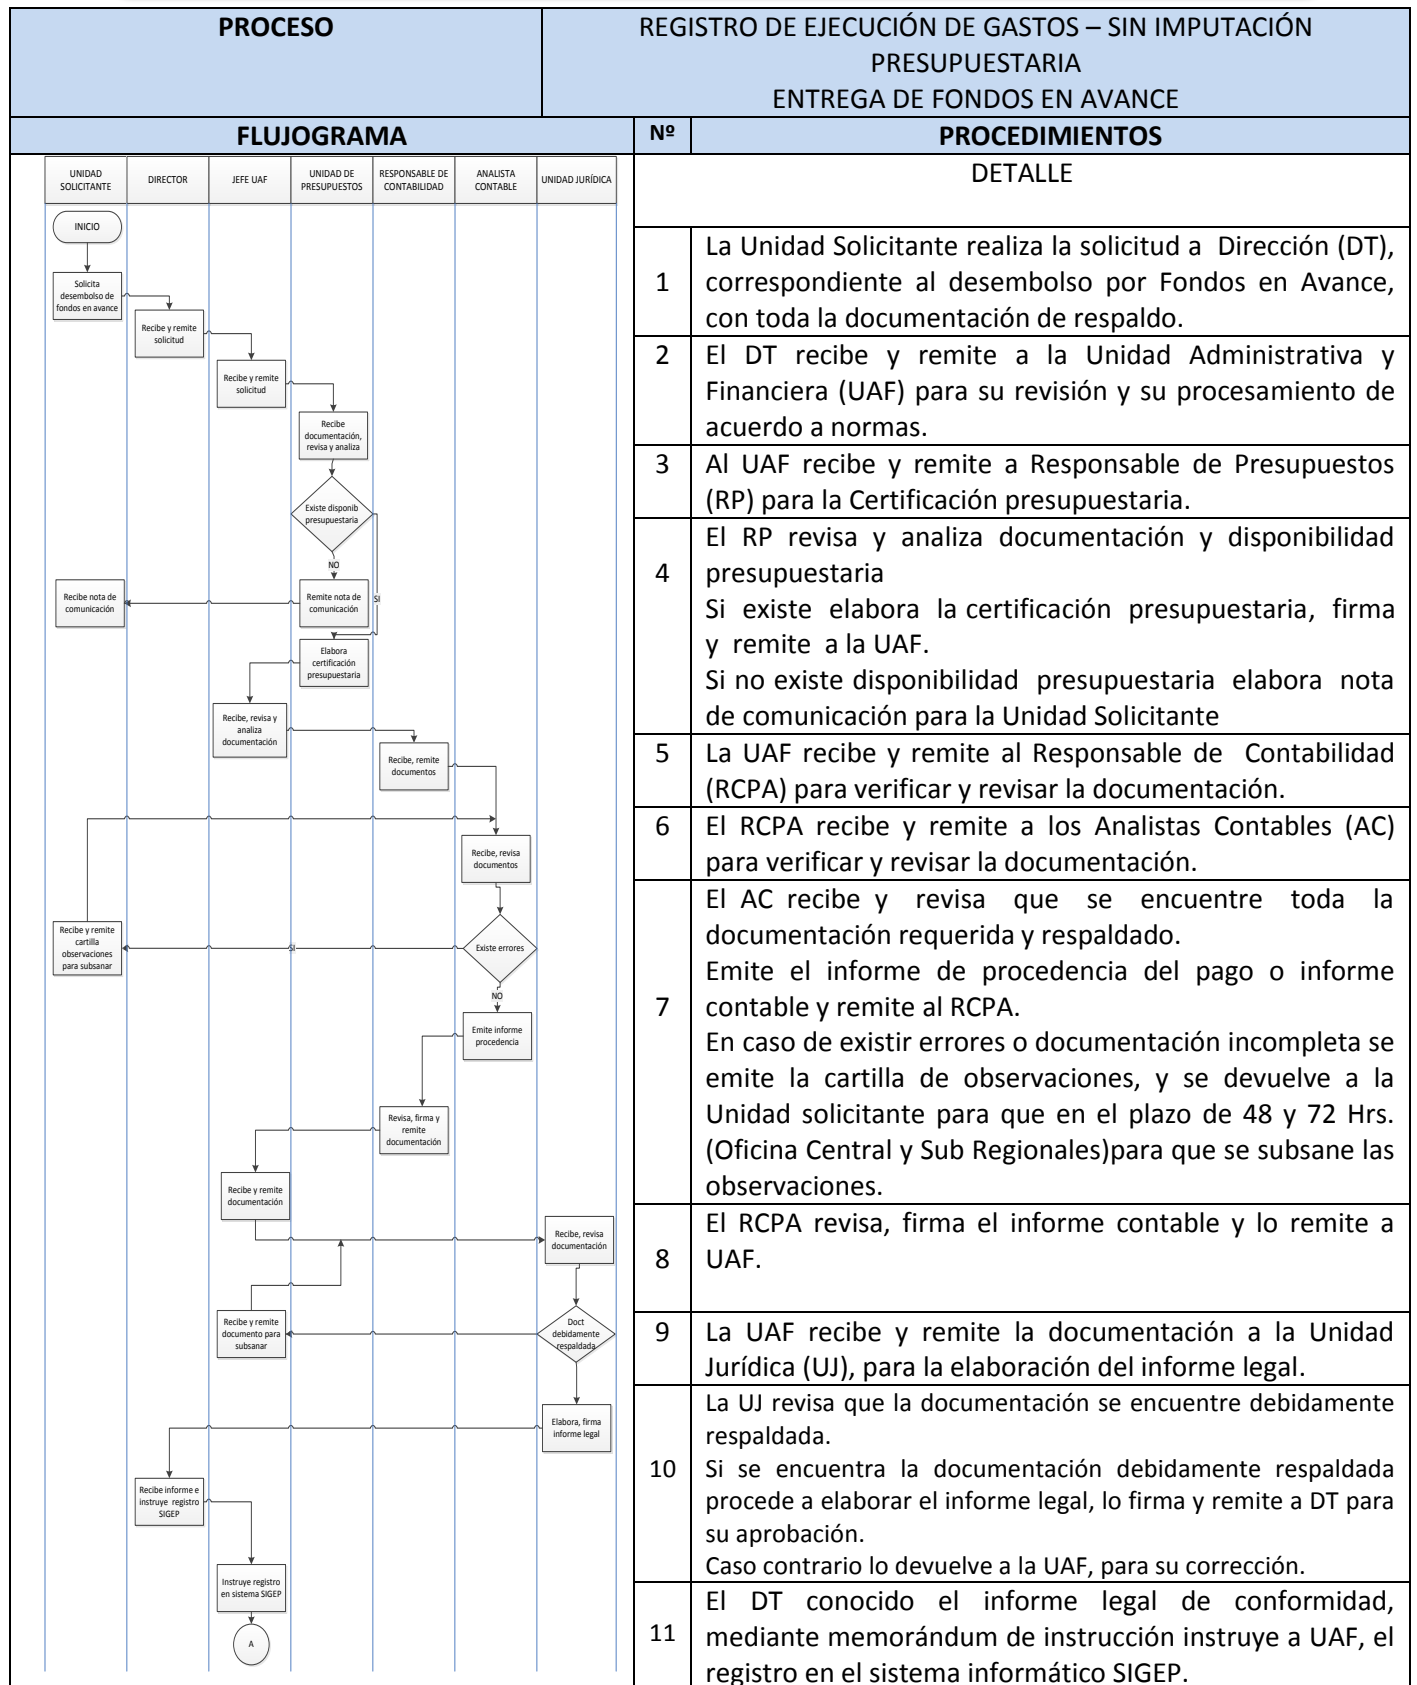 PROCESO
REGISTRO DE EJECUCIÓN DE GASTOS – SIN IMPUTACIÓN
PRESUPUESTARIA
ENTREGA DE FONDOS EN AVANCE
FLUJOGRAMA
Nº
PROCEDIMIENTOS
UNIDAD
SOLICITANTE
DIRECTOR
JEFE UAF
UNIDAD DE
PRESUPUESTOS
RESPONSABLE DE
CONTABILIDAD
ANALISTA
CONTABLE
UNIDAD JURÍDICA
INICIO
Solicita
desembolso de
fondos en avance
Recibe y remite
solicitud
Recibe y remite
solicitud
Recibe
documentación,
revisa y analiza
Existe disponib
presupuestaria
NO
SI
Recibe nota de
comunicación
Remite nota de
comunicación
Elabora
certificación
presupuestaria
Recibe, revisa y
analiza
documentación
Recibe, remite
documentos
Recibe, revisa
documentos
Recibe y remite
cartilla
observaciones
para subsanar
SI
Existe errores
NO
Emite informe
procedencia
Revisa, firma y
remite
documentación
Recibe y remite
documentación
Recibe, revisa
documentación
Recibe y remite
documento para
subsanar
Doct
debidamente
respaldada
Elabora, firma
informe legal
Recibe informe e
instruye registro
SIGEP
Instruye registro
en sistema SIGEP
A
DETALLE
1
La Unidad Solicitante realiza la solicitud a Dirección (DT),
correspondiente al desembolso por Fondos en Avance,
con toda la documentación de respaldo.
2
El DT recibe y remite a la Unidad Administrativa y
Financiera (UAF) para su revisión y su procesamiento de
acuerdo a normas.
3
Al UAF recibe y remite a Responsable de Presupuestos
(RP) para la Certificación presupuestaria.
4
El RP revisa y analiza documentación y disponibilidad
presupuestaria
Si existe elabora la certificación presupuestaria, firma
y remite a la UAF.
Si no existe disponibilidad presupuestaria elabora nota
de comunicación para la Unidad Solicitante
5
La UAF recibe y remite al Responsable de Contabilidad
(RCPA) para verificar y revisar la documentación.
6
El RCPA recibe y remite a los Analistas Contables (AC)
para verificar y revisar la documentación.
7
El AC recibe y revisa que se encuentre toda la
documentación requerida y respaldado.
Emite el informe de procedencia del pago o informe
contable y remite al RCPA.
En caso de existir errores o documentación incompleta se
emite la cartilla de observaciones, y se devuelve a la
Unidad solicitante para que en el plazo de 48 y 72 Hrs.
(Oficina Central y Sub Regionales)para que se subsane las
observaciones.
8
El RCPA revisa, firma el informe contable y lo remite a
UAF.
9
La UAF recibe y remite la documentación a la Unidad
Jurídica (UJ), para la elaboración del informe legal.
10
La UJ revisa que la documentación se encuentre debidamente
respaldada.
Si se encuentra la documentación debidamente respaldada
procede a elaborar el informe legal, lo firma y remite a DT para
su aprobación.
Caso contrario lo devuelve a la UAF, para su corrección.
11
El DT conocido el informe legal de conformidad,
mediante memorándum de instrucción instruye a UAF, el
registro en el sistema informático SIGEP.